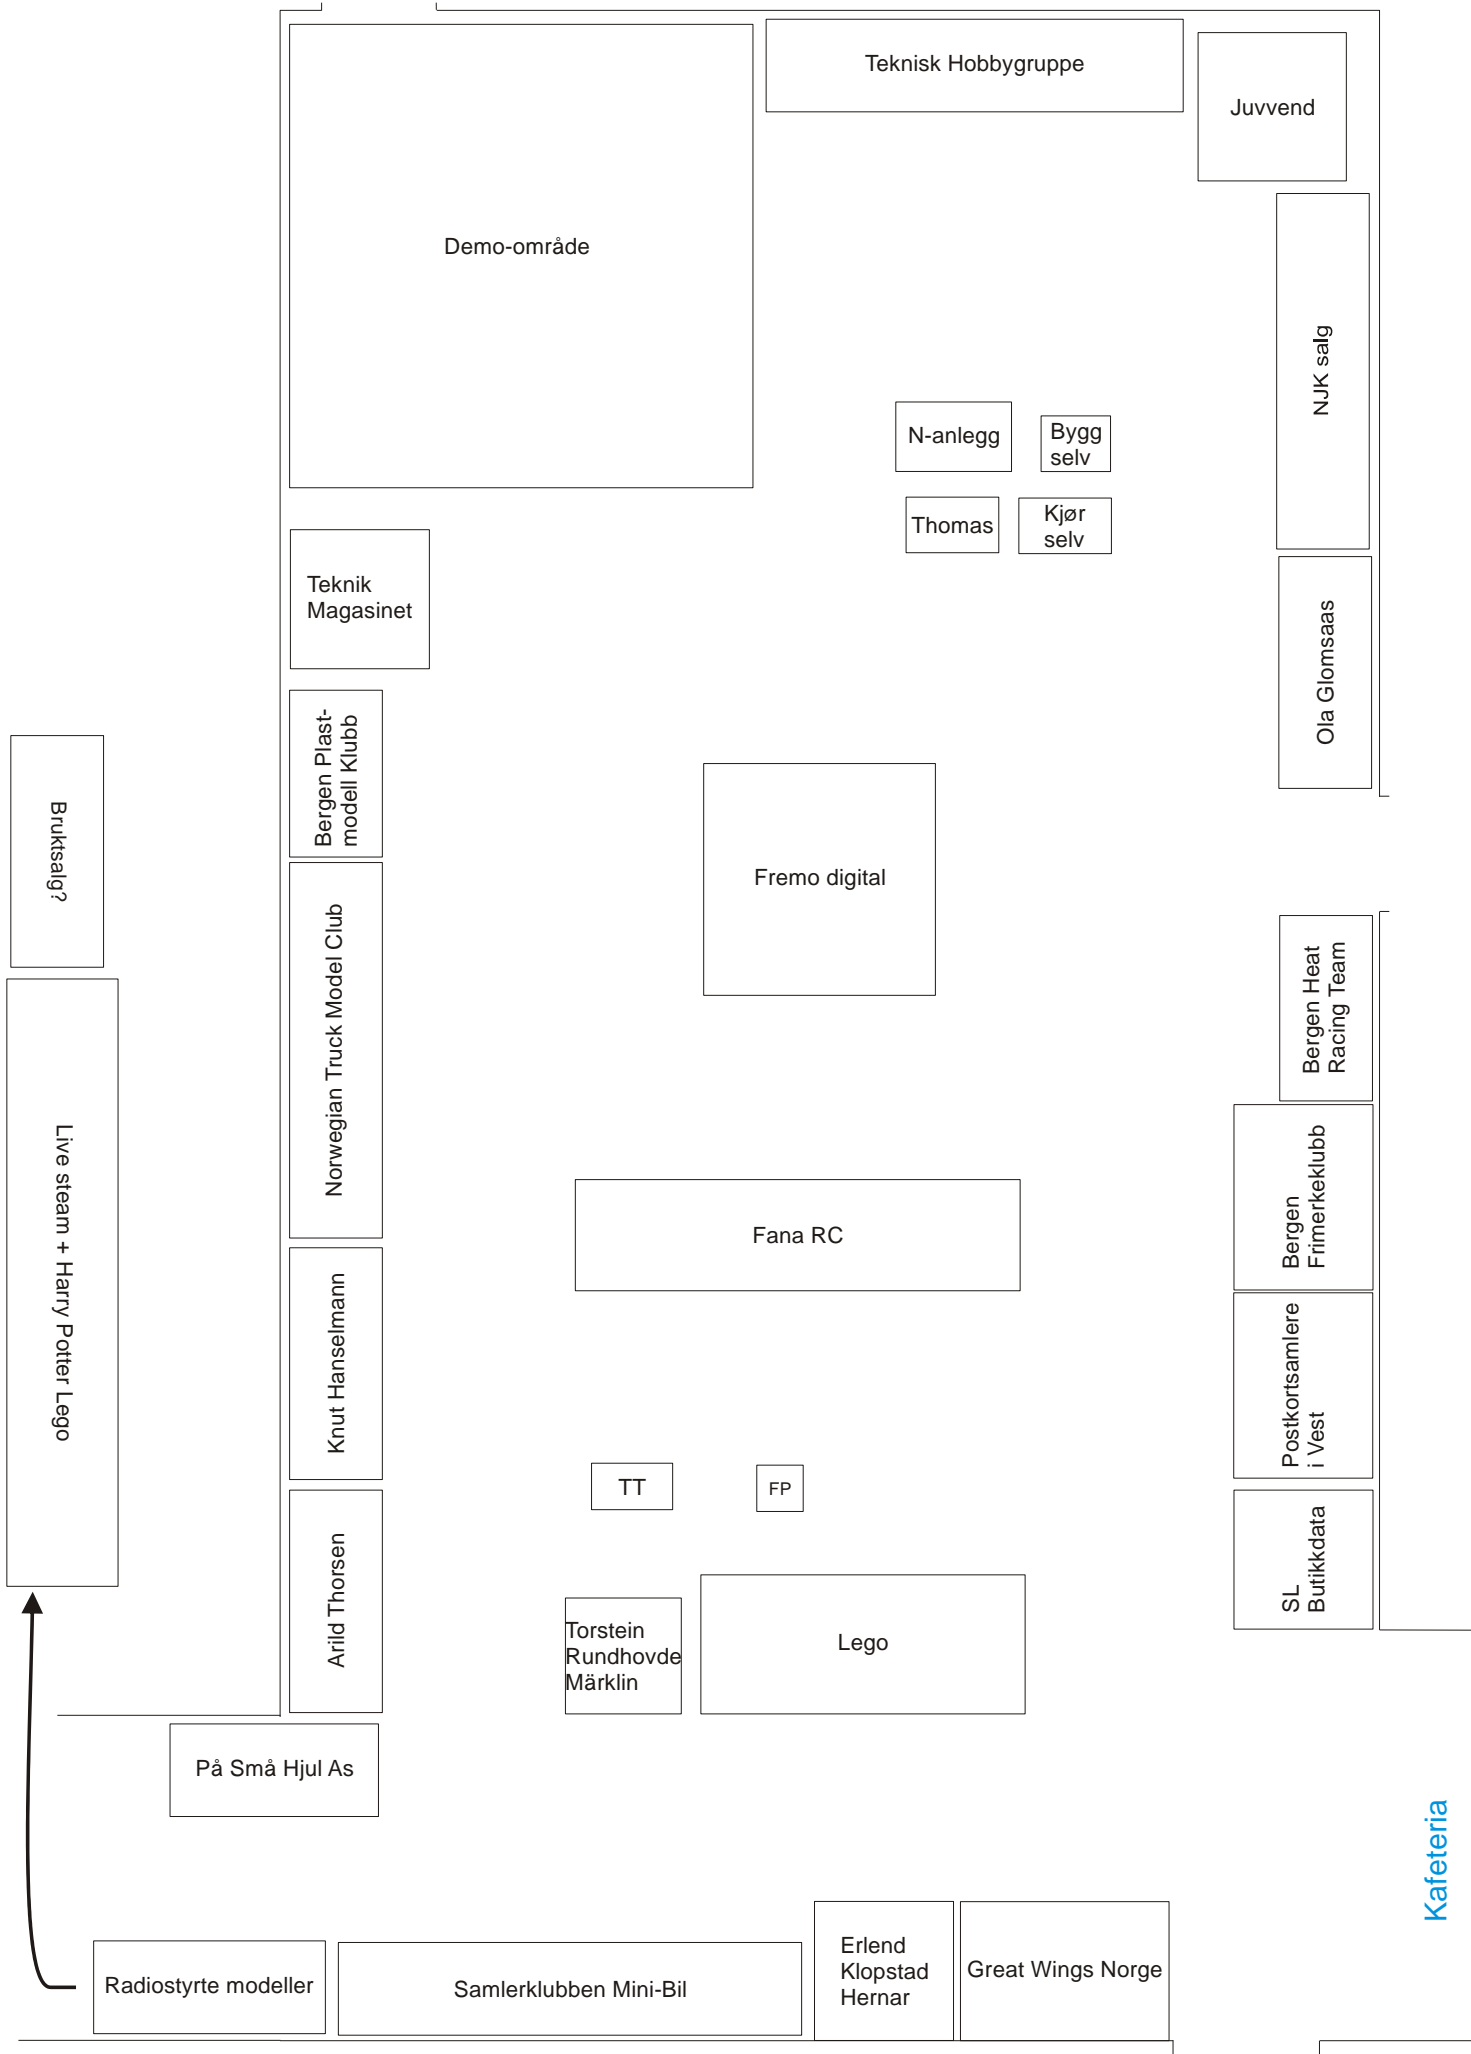 Teknisk Hobbygruppe
Juvvend
Demo-område
NJK salg
N-anlegg
Bygg
selv
Thomas
Kjør
selv
Teknik
Magasinet
Ola Glomsaas
Bergen Plast-
modell Klubb
Bruktsalg?
Fremo digital
Norwegian Truck Model Club
Bergen Heat
Racing Team
Live steam + Harry Potter Lego
Bergen
Frimerkeklubb
Fana RC
Knut Hanselmann
Postkortsamlere
i Vest
TT
FP
Arild Thorsen
SL
Butikkdata
Torstein
Rundhovde
Märklin
Lego
På Små Hjul As
Kafeteria
Radiostyrte modeller
Samlerklubben Mini-Bil
Erlend
Klopstad
Hernar
Great Wings Norge